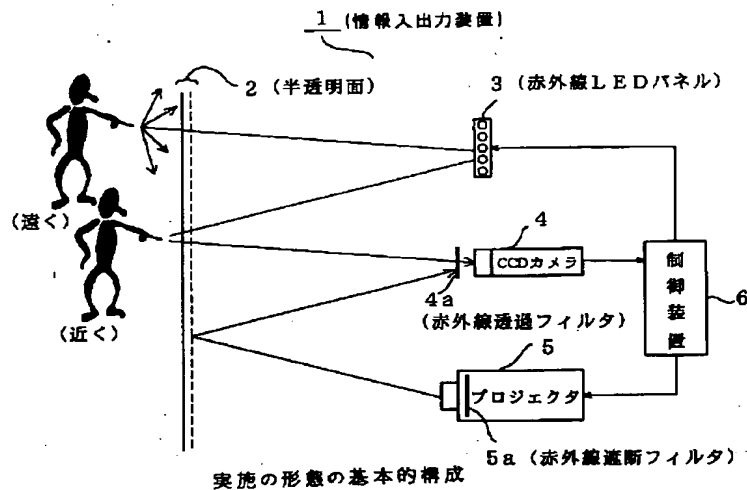 1 (情報入出力装置)
2 (半透明面)
3 (赤外線LEDパネル)
(遠く)
4
CCDカメラ
4a
(赤外線透過フィルタ)
制御装置
6
(近く)
5
プロジェクタ
5a (赤外線遮断フィルタ)
実施の形態の基本的構成